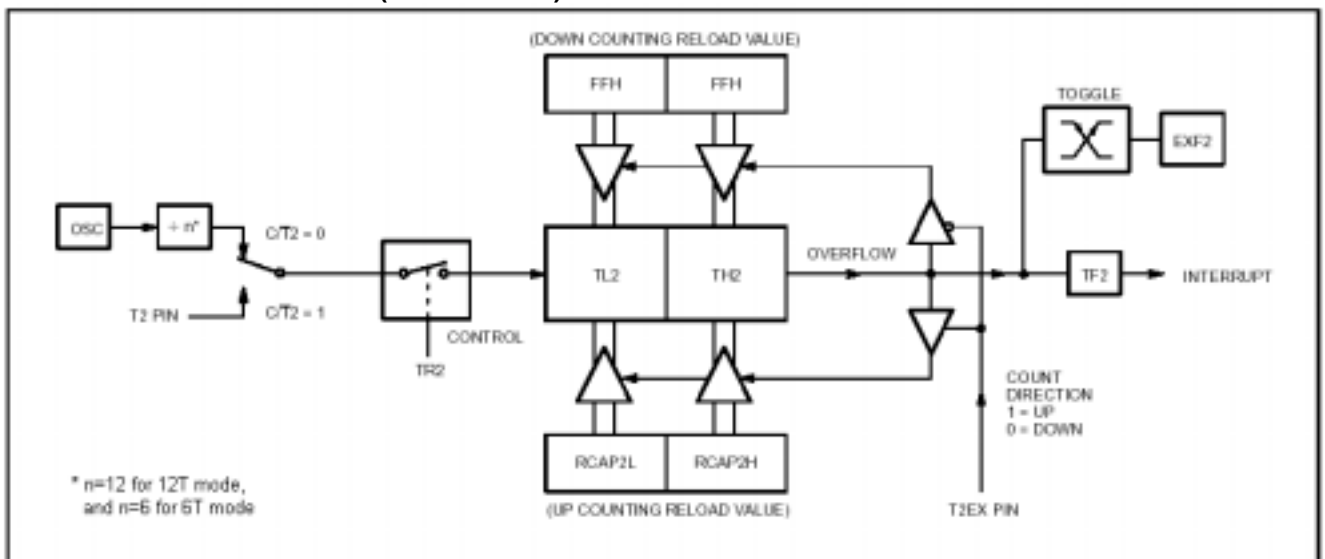 (DOWN COUNTING RELOAD VALUE)
FFH
FFH
TOGGLE
EXF2
OSC
÷ n*
C/T2 = 0
T2 PIN
C/T2 = 1
CONTROL
TR2
TL2
TH2
OVERFLOW
TF2
INTERRUPT
COUNT
DIRECTION
1 = UP
0 = DOWN
RCAP2L
RCAP2H
(UP COUNTING RELOAD VALUE)
T2EX PIN
* n=12 for 12T mode,
and n=6 for 6T mode